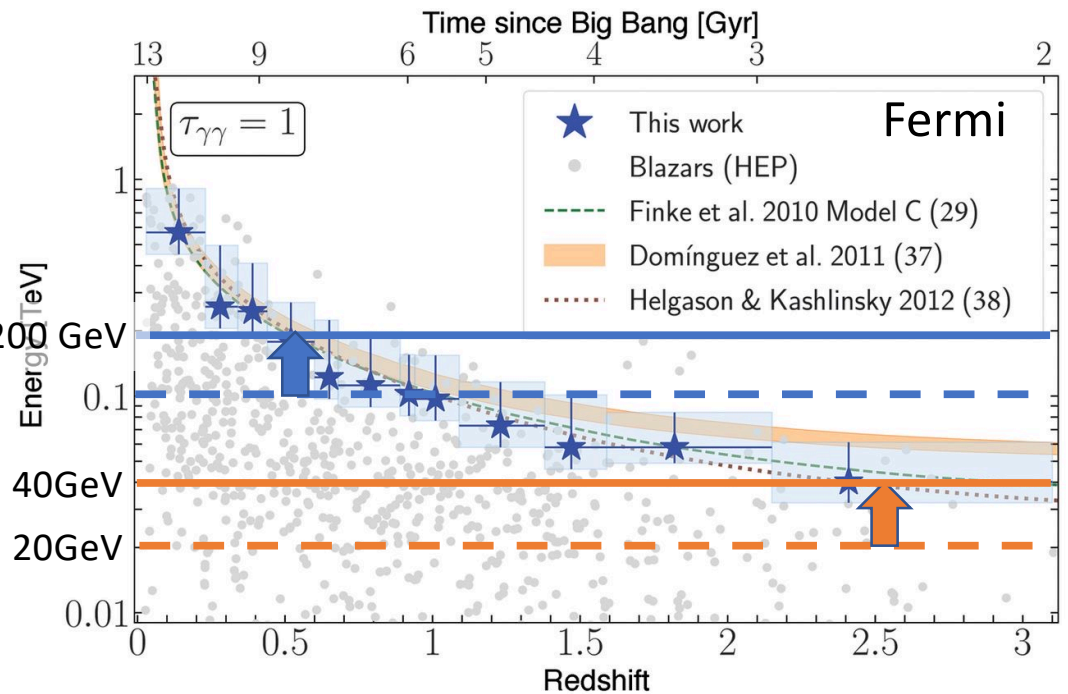 Time since Big Bang [Gyr]
13 9 6 5 4 3 2
τγγ = 1
Fermi
This work
Blazars (HEP)
Finke et al. 2010 Model C (29)
Domínguez et al. 2011 (37)
Helgason & Kashlinsky 2012 (38)
Energy [TeV]
1
200 GeV
0.1
40GeV
20GeV
0.01
0 0.5 1 1.5 2 2.5 3
Redshift